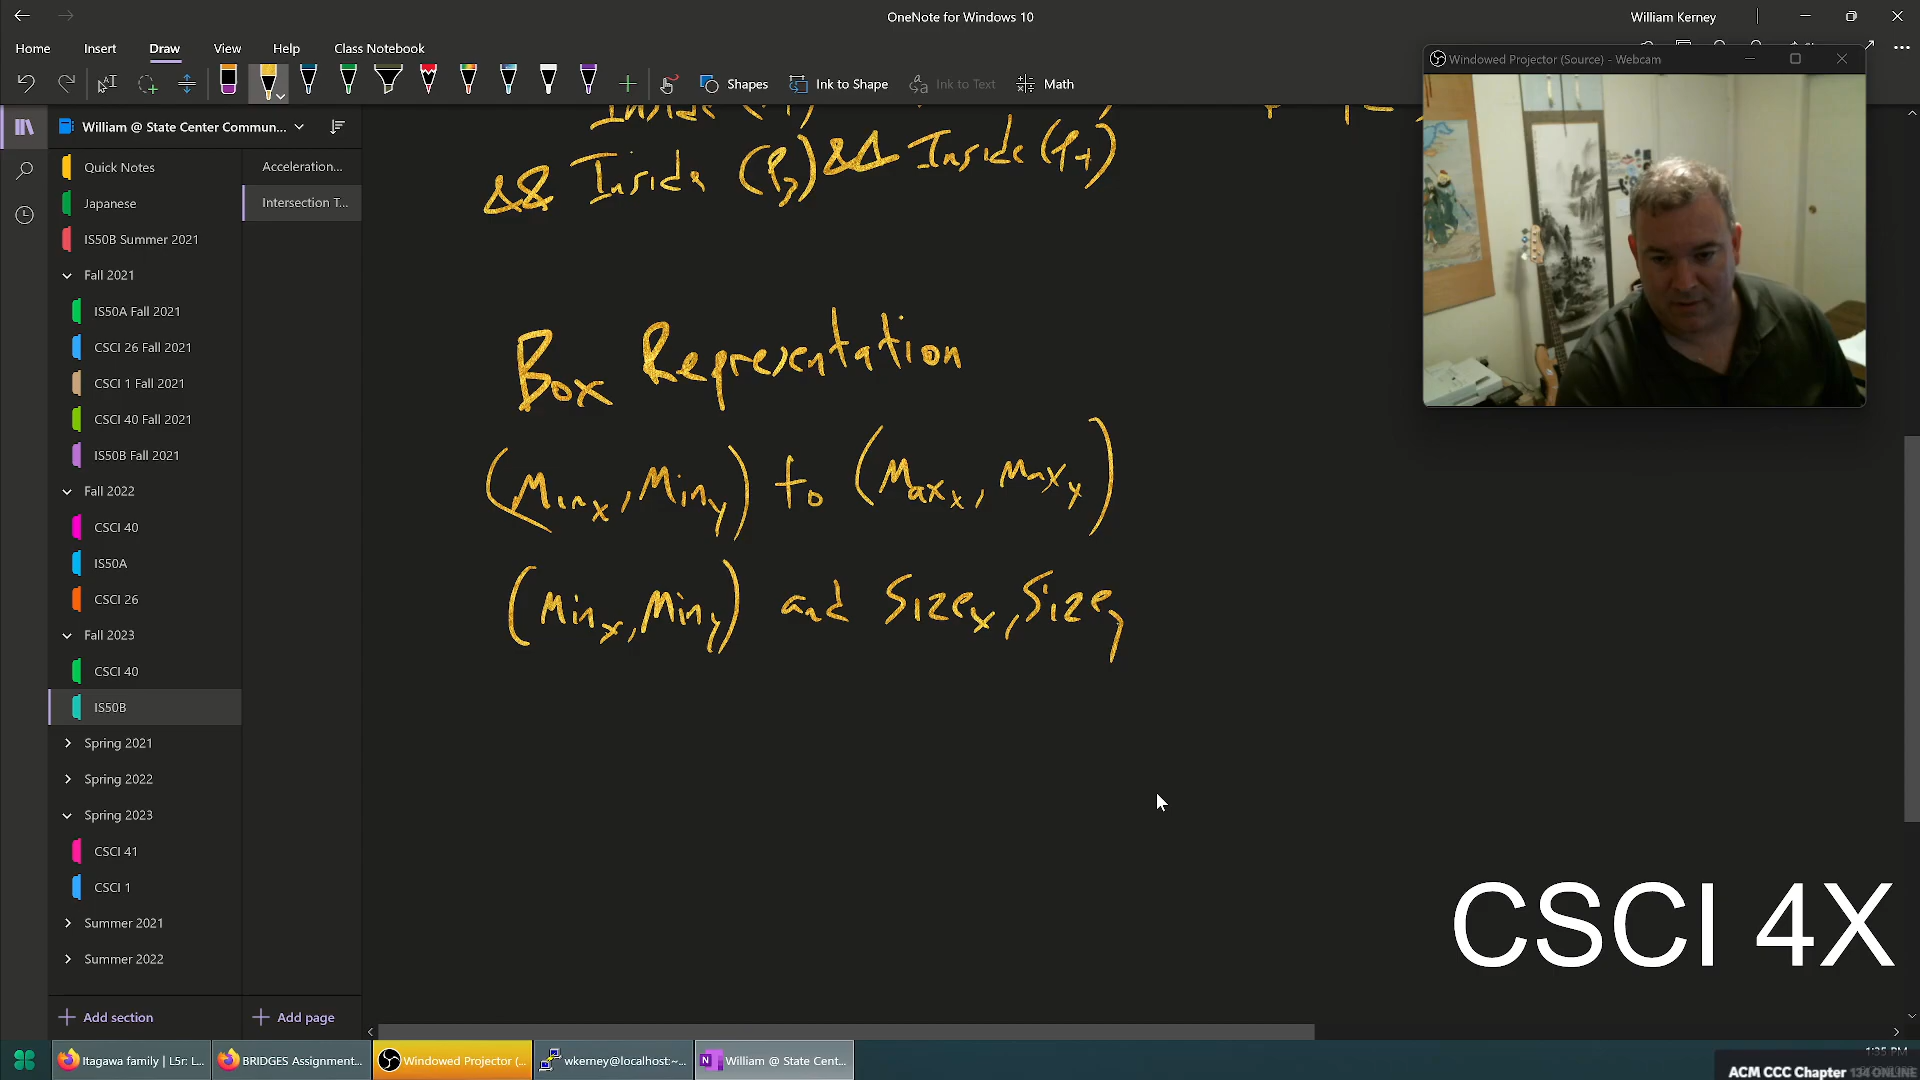 OneNote for Windows 10
William Kerney
Home Insert Draw View Help Class Notebook
Shapes Ink to Shape Ink to Text Math
Windowed Projector (Source) - Webcam
William @ State Center Commun...
Quick Notes
Japanese
IS50B Summer 2021
Fall 2021
IS50A Fall 2021
CSCI 26 Fall 2021
CSCI 1 Fall 2021
CSCI 40 Fall 2021
IS50B Fall 2021
Fall 2022
CSCI 40
IS50A
CSCI 26
Fall 2023
CSCI 40
IS50B
Spring 2021
Spring 2022
Spring 2023
CSCI 41
CSCI 1
Summer 2021
Summer 2022
Add section
Acceleration...
Intersection T...
Add page
&& Inside (P3) && Inside (P4)
Box Representation
(Minx, Miny) to (Maxx, Maxy)
(Minx, Miny) and Sizex, Sizey
CSCI 4X
Itagawa family | L5r: L...
BRIDGES Assignment...
Windowed Projector (...
wkerney@localhost:~...
William @ State Cent...
1:35 PM
ACM CCC Chapter 134 ONLINE